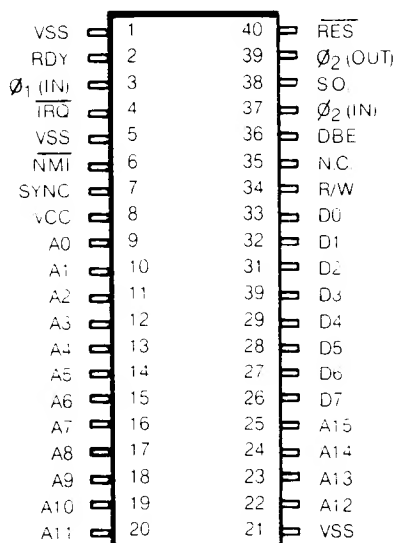 VSS 1 40 RES
RDY 2 39 Ø2 (OUT)
Ø1 (IN) 3 38 S.O.
IRQ 4 37 Ø2 (IN)
VSS 5 36 DBE
NMI 6 35 N.C.
SYNC 7 34 R/W
VCC 8 33 D0
A0 9 32 D1
A1 10 31 D2
A2 11 39 D3
A3 12 29 D4
A4 13 28 D5
A5 14 27 D6
A6 15 26 D7
A7 16 25 A15
A8 17 24 A14
A9 18 23 A13
A10 19 22 A12
A11 20 21 VSS